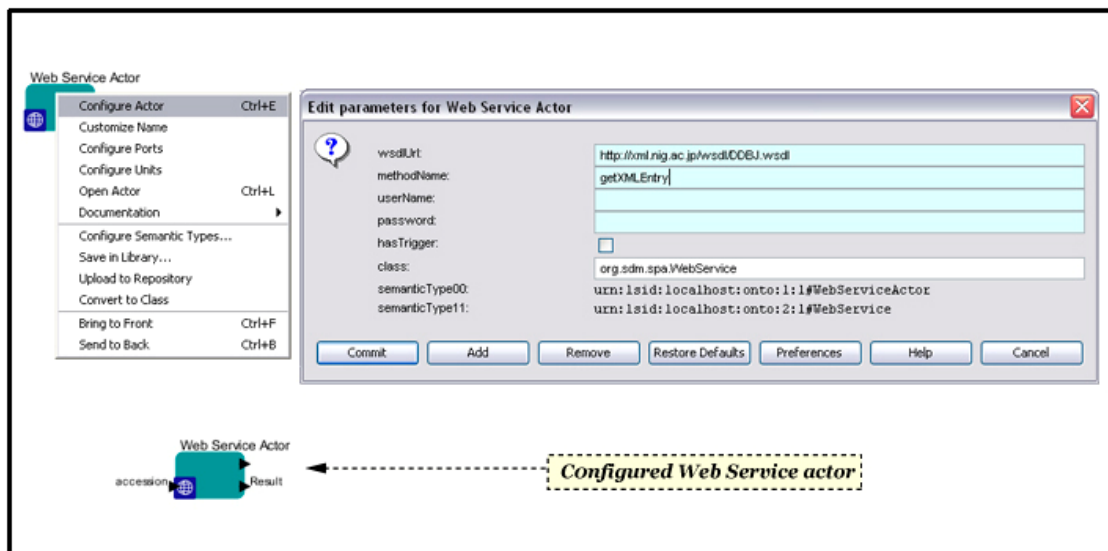 Web Service Actor
Configure Actor Ctrl+E
Customize Name
Configure Ports
Configure Units
Open Actor Ctrl+L
Documentation
Configure Semantic Types...
Save in Library...
Upload to Repository
Convert to Class
Bring to Front Ctrl+F
Send to Back Ctrl+B
Edit parameters for Web Service Actor
?
wsdlUrl: http://xml.nig.ac.jp/wsdl/DDBJ.wsdl
methodName: getXMLEntry
userName:
password:
hasTrigger:
class: org.sdm.spa.WebService
semanticType00: urn:lsid:localhost:onto:1:1#WebServiceActor
semanticType11: urn:lsid:localhost:onto:2:1#WebService
Commit Add Remove Restore Defaults Preferences Help Cancel
Web Service Actor
accession Result
Configured Web Service actor